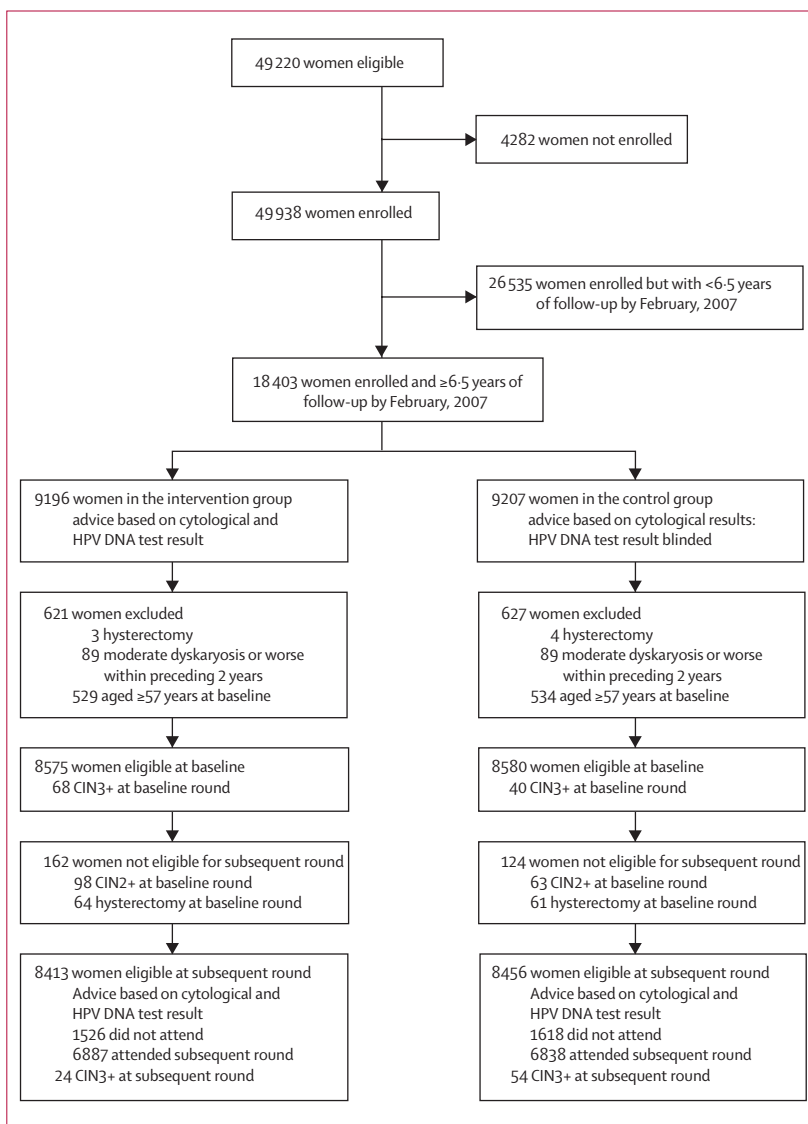 49 220 women eligible
4282 women not enrolled
49 938 women enrolled
26 535 women enrolled but with <6·5 years
of follow-up by February, 2007
18 403 women enrolled and ≥6·5 years of
follow-up by February, 2007
9196 women in the intervention group
advice based on cytological and
HPV DNA test result
9207 women in the control group
advice based on cytological results:
HPV DNA test result blinded
621 women excluded
3 hysterectomy
89 moderate dyskaryosis or worse
within preceding 2 years
529 aged ≥57 years at baseline
627 women excluded
4 hysterectomy
89 moderate dyskaryosis or worse
within preceding 2 years
534 aged ≥57 years at baseline
8575 women eligible at baseline
68 CIN3+ at baseline round
8580 women eligible at baseline
40 CIN3+ at baseline round
162 women not eligible for subsequent round
98 CIN2+ at baseline round
64 hysterectomy at baseline round
124 women not eligible for subsequent round
63 CIN2+ at baseline round
61 hysterectomy at baseline round
8413 women eligible at subsequent round
Advice based on cytological and
HPV DNA test result
1526 did not attend
6887 attended subsequent round
24 CIN3+ at subsequent round
8456 women eligible at subsequent round
Advice based on cytological and
HPV DNA test result
1618 did not attend
6838 attended subsequent round
54 CIN3+ at subsequent round